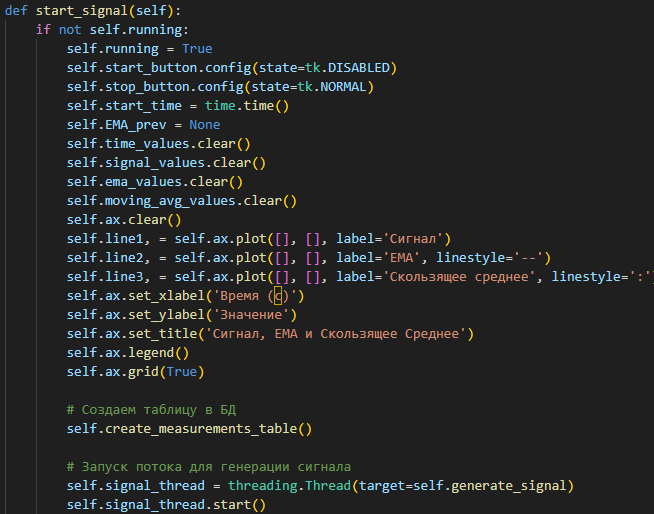 def start_signal(self):
    if not self.running:
        self.running = True
        self.start_button.config(state=tk.DISABLED)
        self.stop_button.config(state=tk.NORMAL)
        self.start_time = time.time()
        self.EMA_prev = None
        self.time_values.clear()
        self.signal_values.clear()
        self.ema_values.clear()
        self.moving_avg_values.clear()
        self.ax.clear()
        self.line1, = self.ax.plot([], [], label='Сигнал')
        self.line2, = self.ax.plot([], [], label='EMA', linestyle='--')
        self.line3, = self.ax.plot([], [], label='Скользящее среднее', linestyle=':')
        self.ax.set_xlabel('Время (с)')
        self.ax.set_ylabel('Значение')
        self.ax.set_title('Сигнал, EMA и Скользящее Среднее')
        self.ax.legend()
        self.ax.grid(True)

        # Создаем таблицу в БД
        self.create_measurements_table()

        # Запуск потока для генерации сигнала
        self.signal_thread = threading.Thread(target=self.generate_signal)
        self.signal_thread.start()